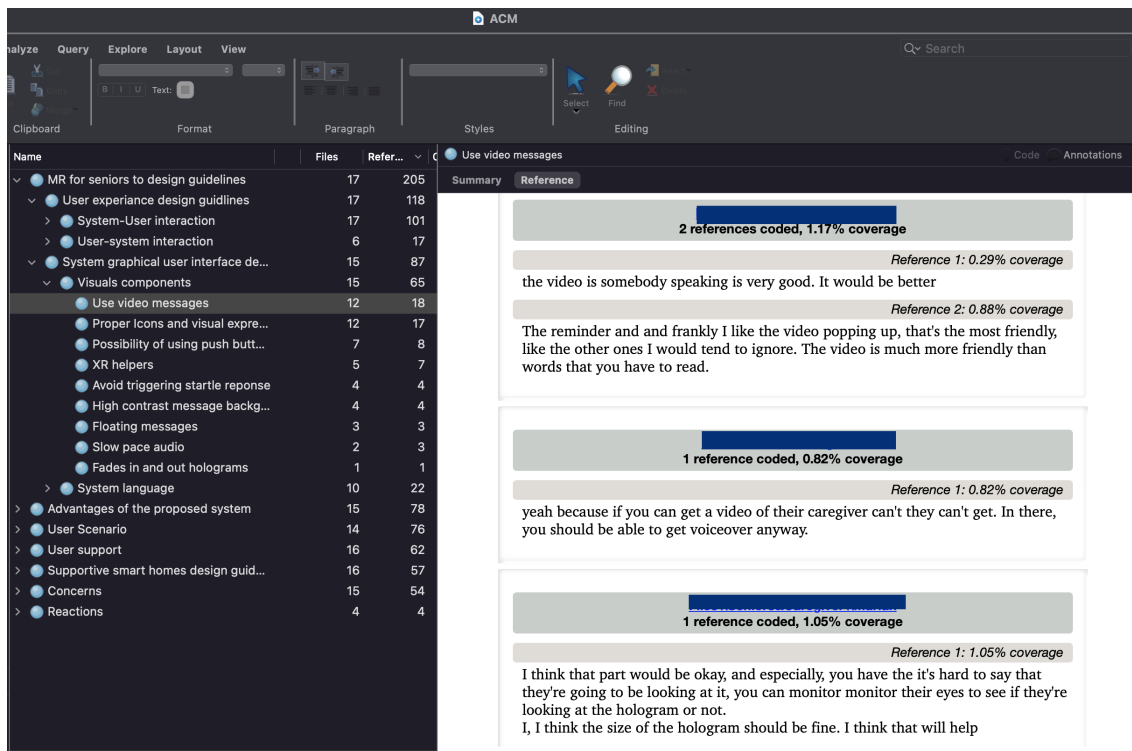 ACM
nalyze Query Explore Layout View
Search
B I U Text:
Select Find
Clipboard Format Paragraph Styles Editing
Name Files Refer...
MR for seniors to design guidelines 17 205
User experiance design guidlines 17 118
System-User interaction 17 101
User-system interaction 6 17
System graphical user interface de... 15 87
Visuals components 15 65
Use video messages 12 18
Proper Icons and visual expre... 12 17
Possibility of using push butt... 7 8
XR helpers 5 7
Avoid triggering startle reponse 4 4
High contrast message backg... 4 4
Floating messages 3 3
Slow pace audio 2 3
Fades in and out holograms 1 1
System language 10 22
Advantages of the proposed system 15 78
User Scenario 14 76
User support 16 62
Supportive smart homes design guid... 16 57
Concerns 15 54
Reactions 4 4
Use video messages Code Annotations
Summary Reference
2 references coded, 1.17% coverage
Reference 1: 0.29% coverage
the video is somebody speaking is very good. It would be better
Reference 2: 0.88% coverage
The reminder and and frankly I like the video popping up, that's the most friendly,
like the other ones I would tend to ignore. The video is much more friendly than
words that you have to read.
1 reference coded, 0.82% coverage
Reference 1: 0.82% coverage
yeah because if you can get a video of their caregiver can't they can't get. In there,
you should be able to get voiceover anyway.
1 reference coded, 1.05% coverage
Reference 1: 1.05% coverage
I think that part would be okay, and especially, you have the it's hard to say that
they're going to be looking at it, you can monitor monitor their eyes to see if they're
looking at the hologram or not.
I, I think the size of the hologram should be fine. I think that will help